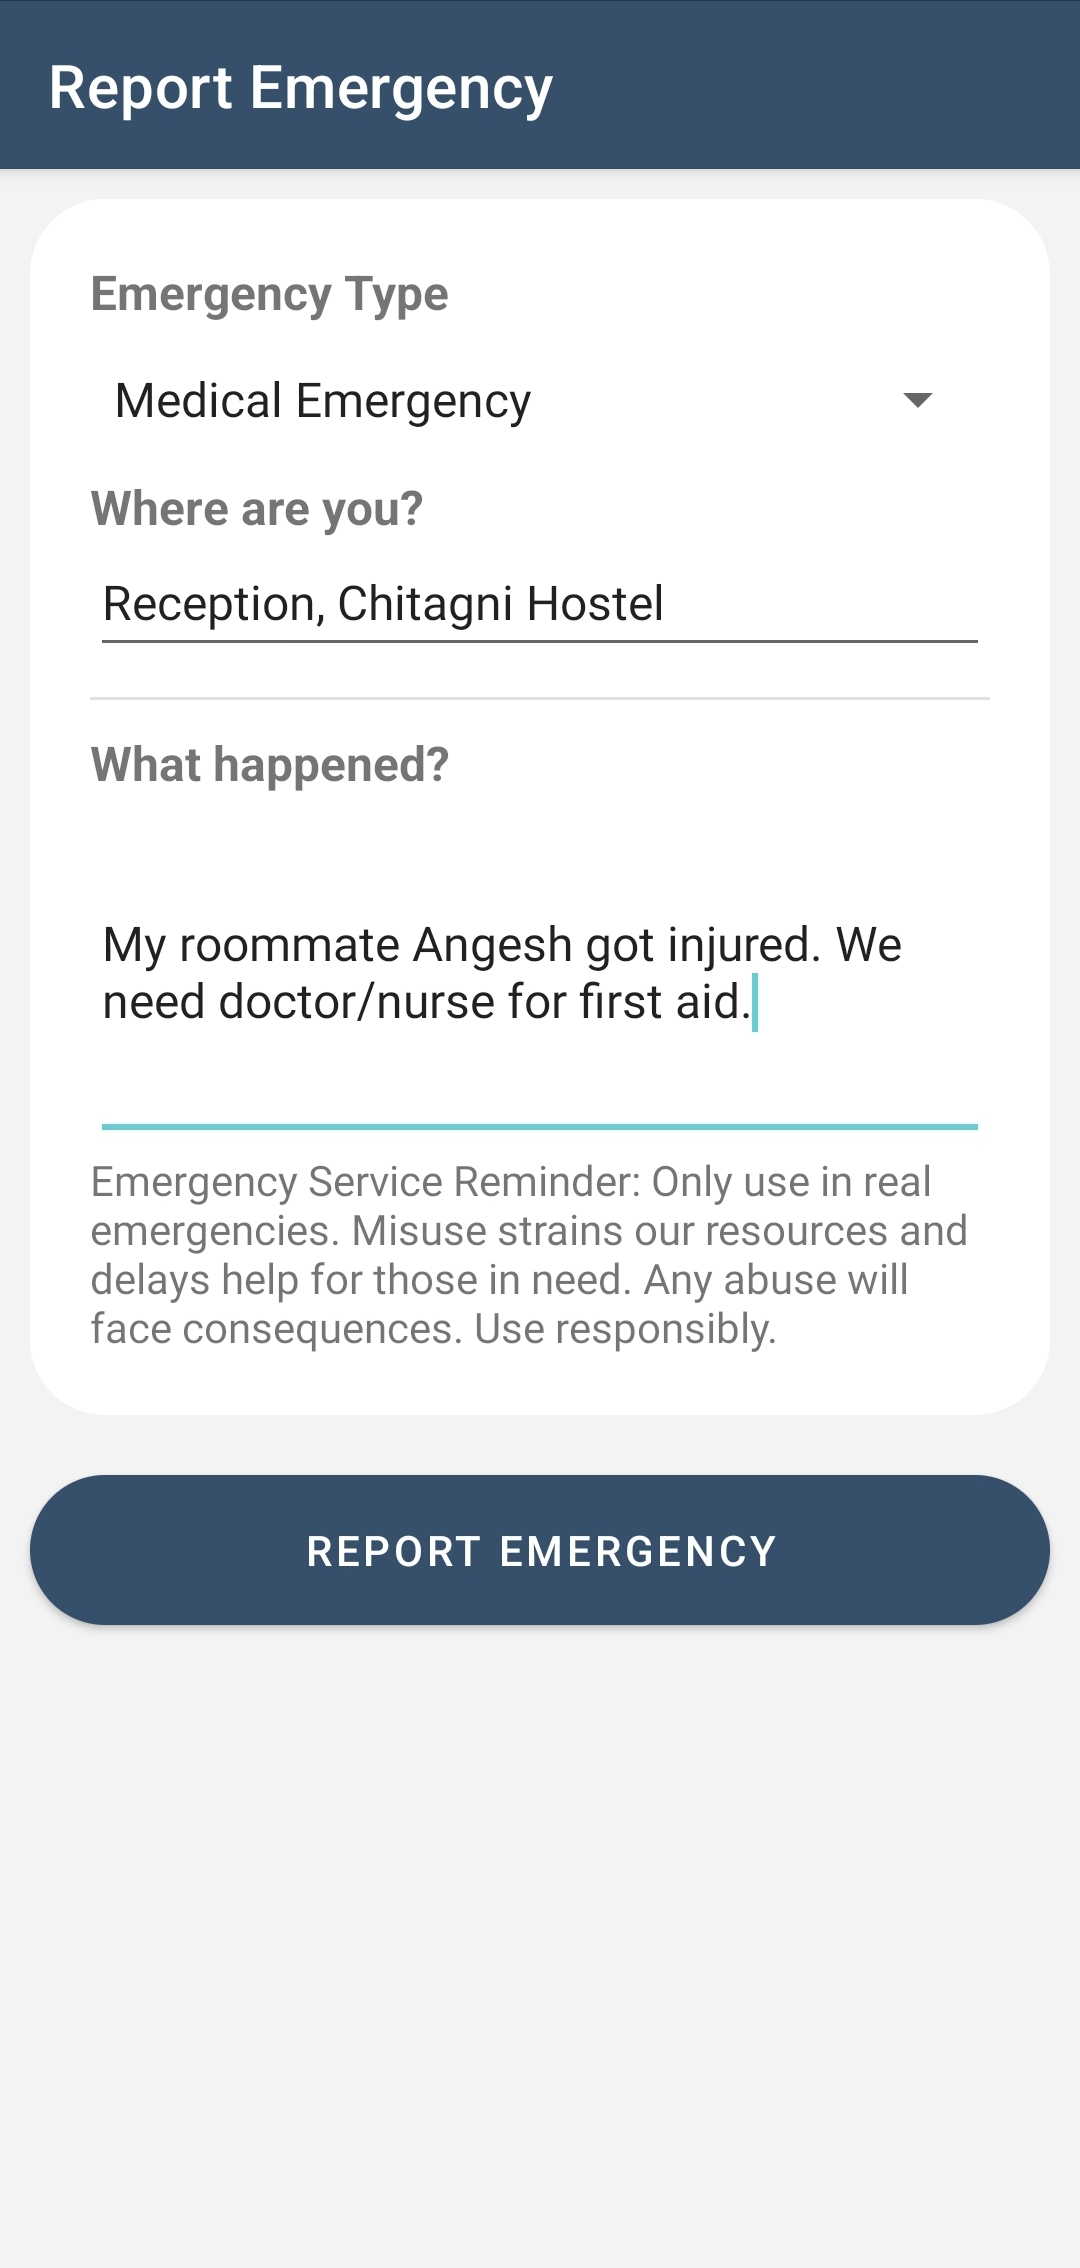 Report Emergency
Emergency Type
Medical Emergency
Where are you?
Reception, Chitagni Hostel
What happened?
My roommate Angesh got injured. We
need doctor/nurse for first aid.
Emergency Service Reminder: Only use in real
emergencies. Misuse strains our resources and
delays help for those in need. Any abuse will
face consequences. Use responsibly.
REPORT EMERGENCY